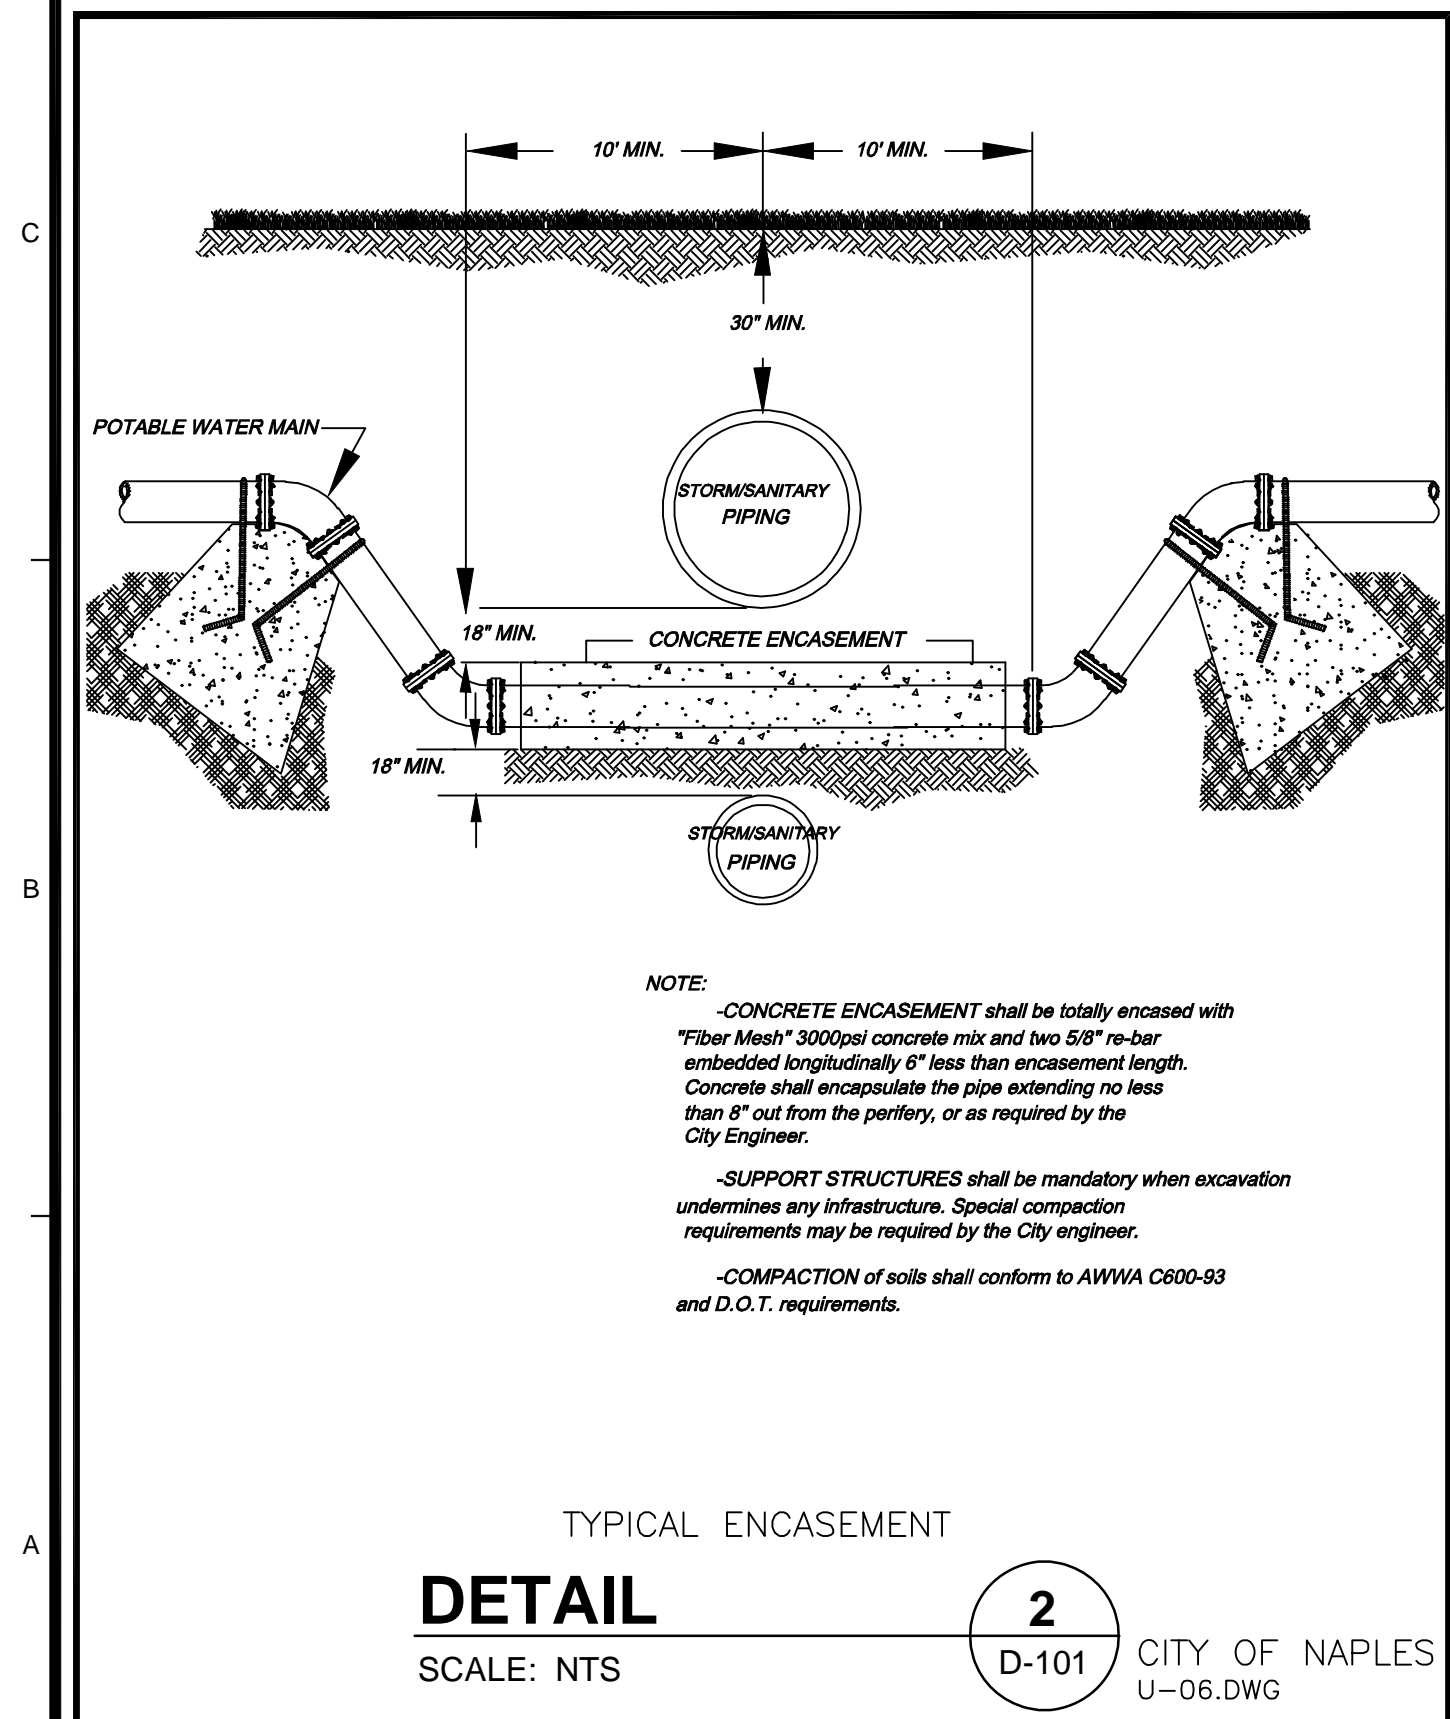 10' MIN.
10' MIN.
C
30" MIN.
POTABLE WATER MAIN
STORM/SANITARY
PIPING
18" MIN.
CONCRETE ENCASEMENT
18" MIN.
STORM/SANITARY
PIPING
B
NOTE:
-CONCRETE ENCASEMENT shall be totally encased with
"Fiber Mesh" 3000psi concrete mix and two 5/8" re-bar
embedded longitudinally 6" less than encasement length.
Concrete shall encapsulate the pipe extending no less
than 8" out from the perifery, or as required by the
City Engineer.
-SUPPORT STRUCTURES shall be mandatory when excavation
undermines any infrastructure. Special compaction
requirements may be required by the City engineer.
-COMPACTION of soils shall conform to AWWA C600-93
and D.O.T. requirements.
TYPICAL ENCASEMENT
A
DETAIL
2
SCALE: NTS
D-101
CITY OF NAPLES
U-06.DWG